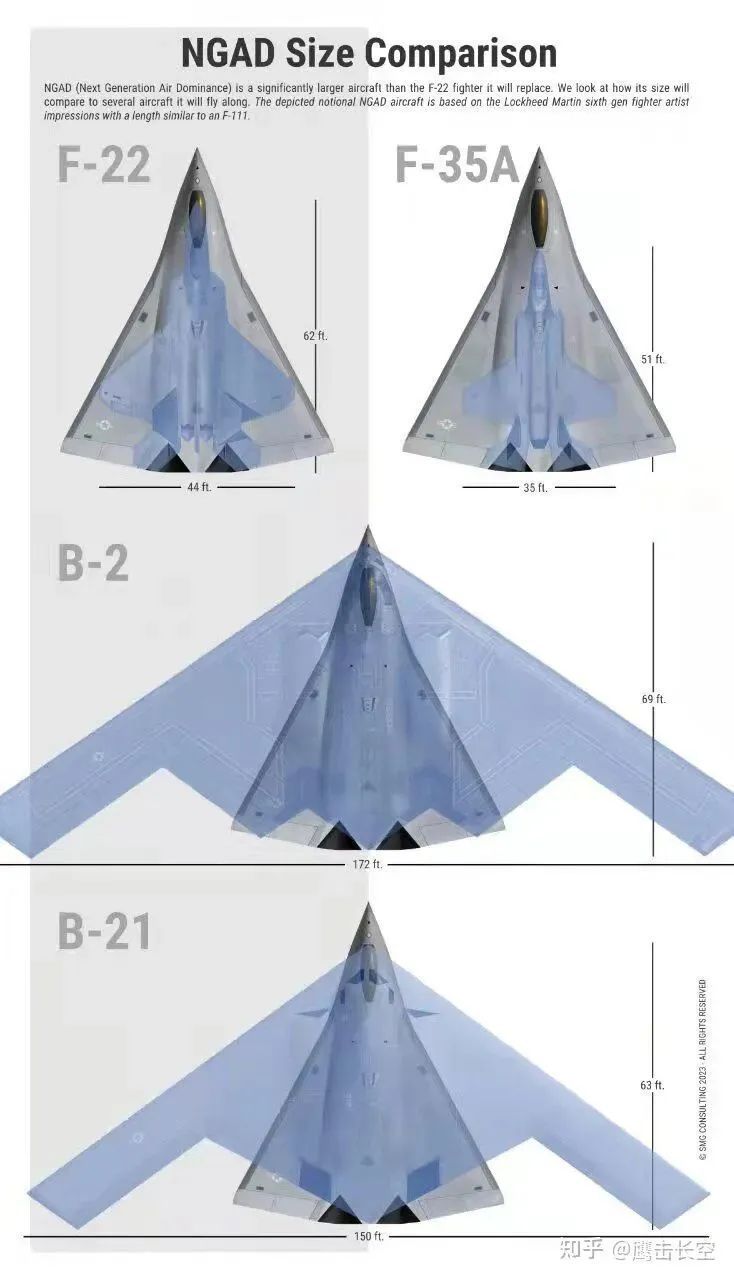 NGAD Size Comparison
NGAD (Next Generation Air Dominance) is a significantly larger aircraft than the F-22 fighter it will replace. We look at how its size will
compare to several aircraft it will fly along. The depicted notional NGAD aircraft is based on the Lockheed Martin sixth gen fighter artist
impressions with a length similar to an F-111.
F-22
F-35A
62 ft.
51 ft.
44 ft.
35 ft.
B-2
69 ft.
172 ft.
B-21
63 ft.
© SMG CONSULTING 2023 - ALL RIGHTS RESERVED
150 ft.
知乎 @鹰击长空